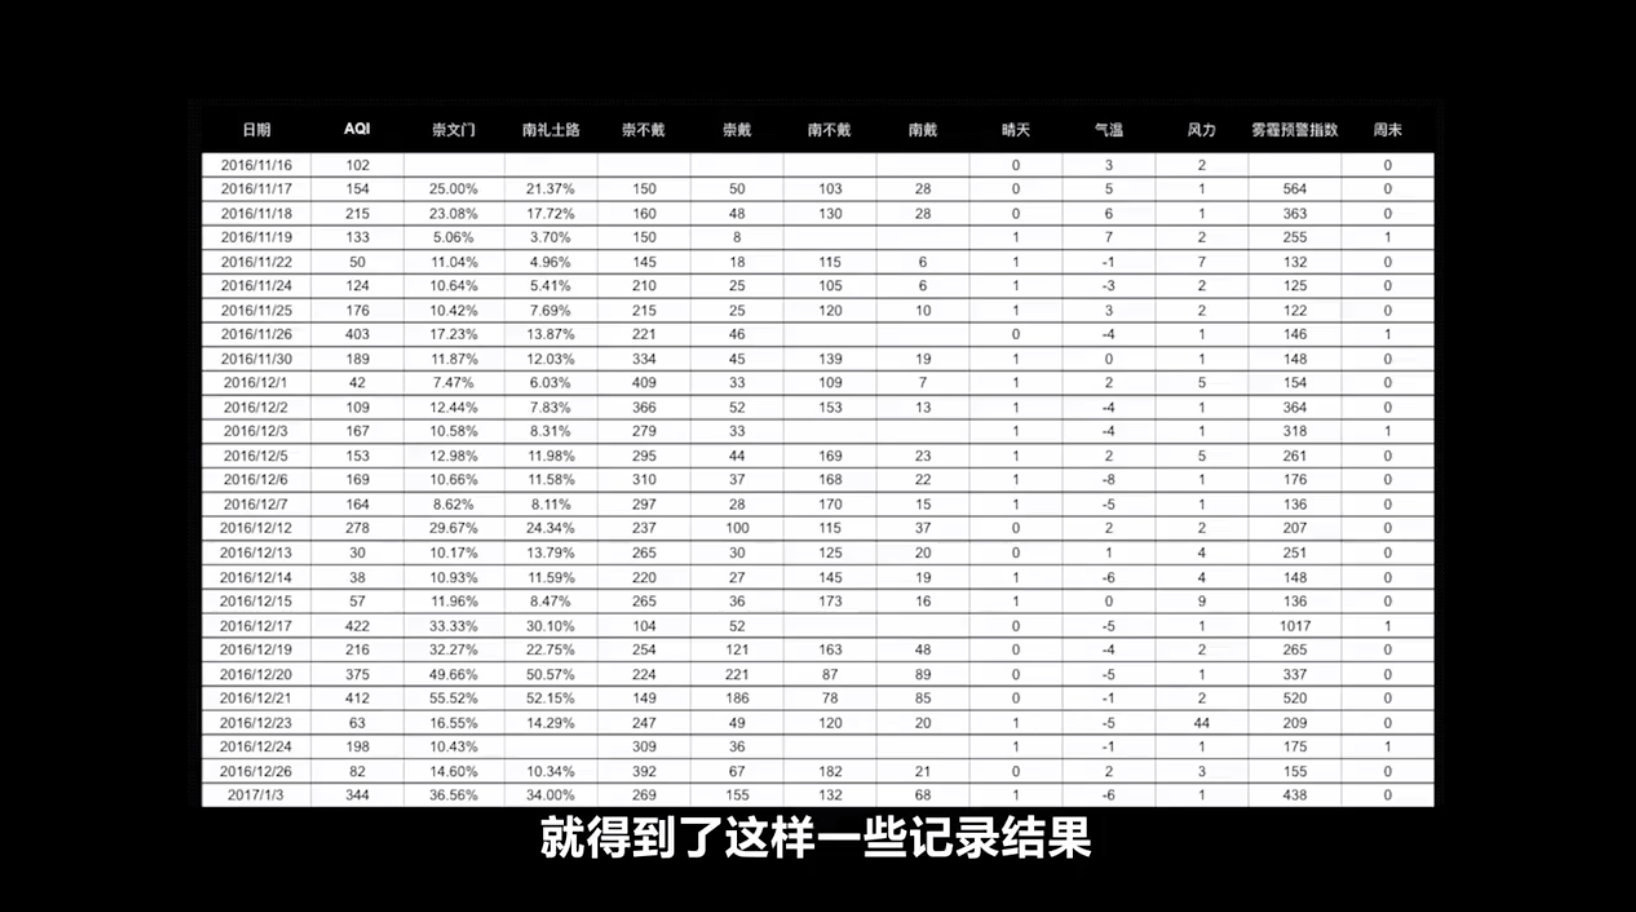 日期 AQI 崇文门 南礼士路 崇不戴 崇戴 南不戴 南戴 晴天 气温 风力 雾霾预警指数 周末
2016/11/16 102 0 3 2 0
2016/11/17 154 25.00% 21.37% 150 50 103 28 0 5 1 564 0
2016/11/18 215 23.08% 17.72% 160 48 130 28 0 6 1 363 0
2016/11/19 133 5.06% 3.70% 150 8 1 7 2 255 1
2016/11/22 50 11.04% 4.96% 145 18 115 6 1 -1 7 132 0
2016/11/24 124 10.64% 5.41% 210 25 105 6 1 -3 2 125 0
2016/11/25 176 10.42% 7.69% 215 25 120 10 1 3 2 122 0
2016/11/26 403 17.23% 13.87% 221 46 0 -4 1 146 1
2016/11/30 189 11.87% 12.03% 334 45 139 19 1 0 1 148 0
2016/12/1 42 7.47% 6.03% 409 33 109 7 1 2 5 154 0
2016/12/2 109 12.44% 7.83% 366 52 153 13 1 -4 1 364 0
2016/12/3 167 10.58% 8.31% 279 33 1 -4 1 318 1
2016/12/5 153 12.98% 11.98% 295 44 169 23 1 2 5 261 0
2016/12/6 169 10.66% 11.58% 310 37 168 22 1 -8 1 176 0
2016/12/7 164 8.62% 8.11% 297 28 170 15 1 -5 1 136 0
2016/12/12 278 29.67% 24.34% 237 100 115 37 0 2 2 207 0
2016/12/13 30 10.17% 13.79% 265 30 125 20 0 1 4 251 0
2016/12/14 38 10.93% 11.59% 220 27 145 19 1 -6 4 148 0
2016/12/15 57 11.96% 8.47% 265 36 173 16 1 0 9 136 0
2016/12/17 422 33.33% 30.10% 104 52 0 -5 1 1017 1
2016/12/19 216 32.27% 22.75% 254 121 163 48 0 -4 2 265 0
2016/12/20 375 49.66% 50.57% 224 221 87 89 0 -5 1 337 0
2016/12/21 412 55.52% 52.15% 149 186 78 85 0 -1 2 520 0
2016/12/23 63 16.55% 14.29% 247 49 120 20 1 -5 44 209 0
2016/12/24 198 10.43% 309 36 1 -1 1 175 1
2016/12/26 82 14.60% 10.34% 392 67 182 21 0 2 3 155 0
2017/1/3 344 36.56% 34.00% 269 155 132 68 1 -6 1 438 0
就得到了这样一些记录结果